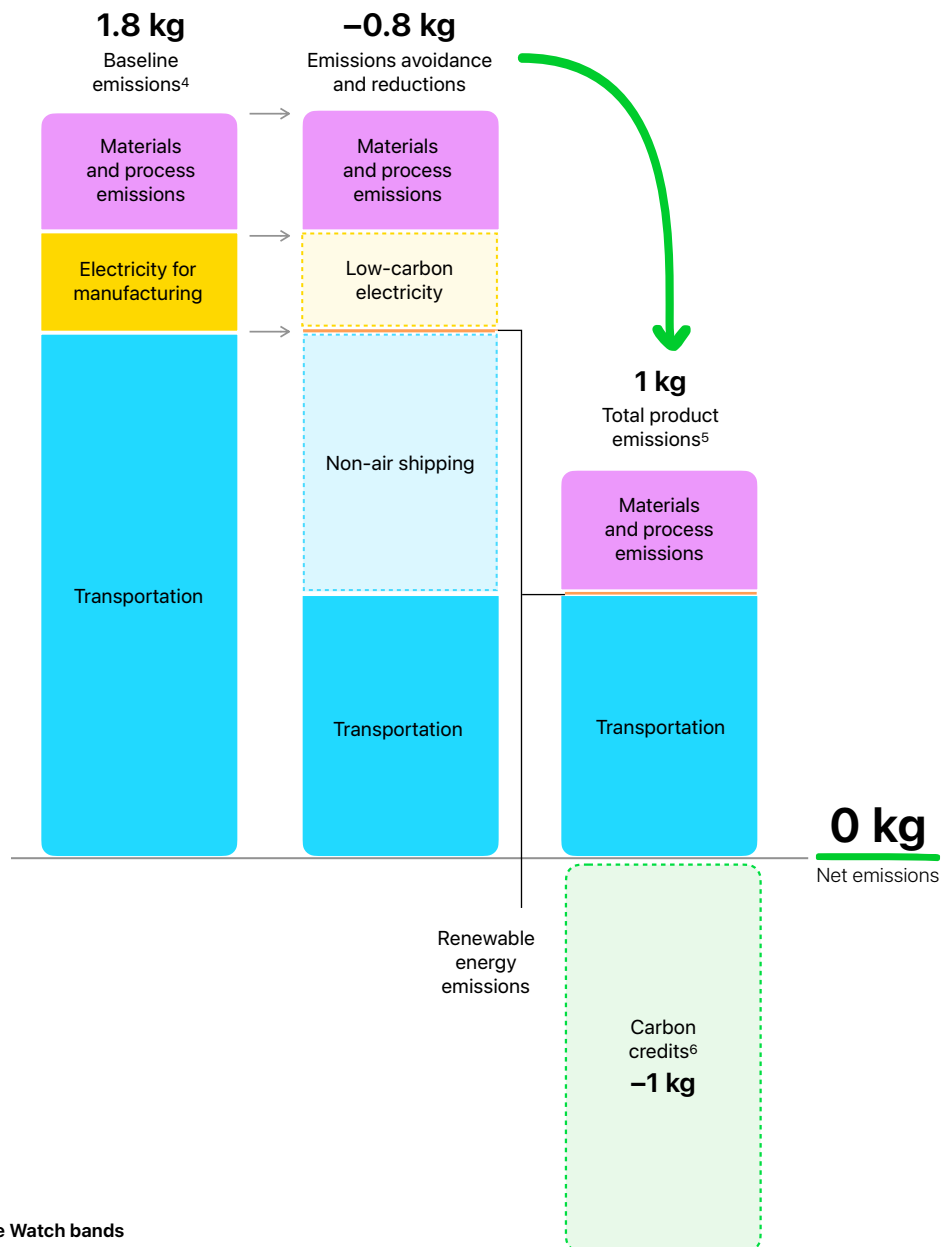 1.8 kg
Baseline
emissions4
Materials
and process
emissions
Electricity for
manufacturing
Transportation
–0.8 kg
Emissions avoidance
and reductions
Materials
and process
emissions
Low-carbon
electricity
Non-air shipping
Transportation
Renewable
energy
emissions
1 kg
Total product
emissions5
Materials
and process
emissions
Transportation
Carbon
credits6
–1 kg
0 kg
Net emissions
Watch bands